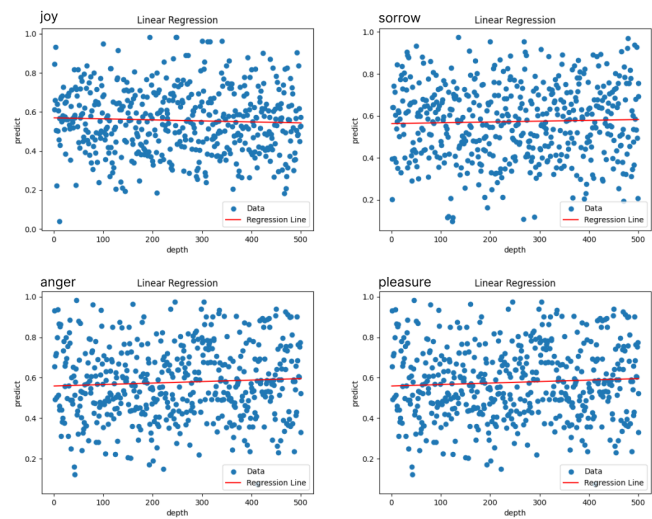 joy
Linear Regression
1.0
0.8
0.6
0.4
0.2
0.0
predict
0
100
200
300
400
500
depth
Data
Regression Line
sorrow
Linear Regression
1.0
0.8
0.6
0.4
0.2
predict
0
100
200
300
400
500
depth
Data
Regression Line
anger
Linear Regression
1.0
0.8
0.6
0.4
0.2
predict
0
100
200
300
400
500
depth
Data
Regression Line
pleasure
Linear Regression
1.0
0.8
0.6
0.4
0.2
predict
0
100
200
300
400
500
depth
Data
Regression Line